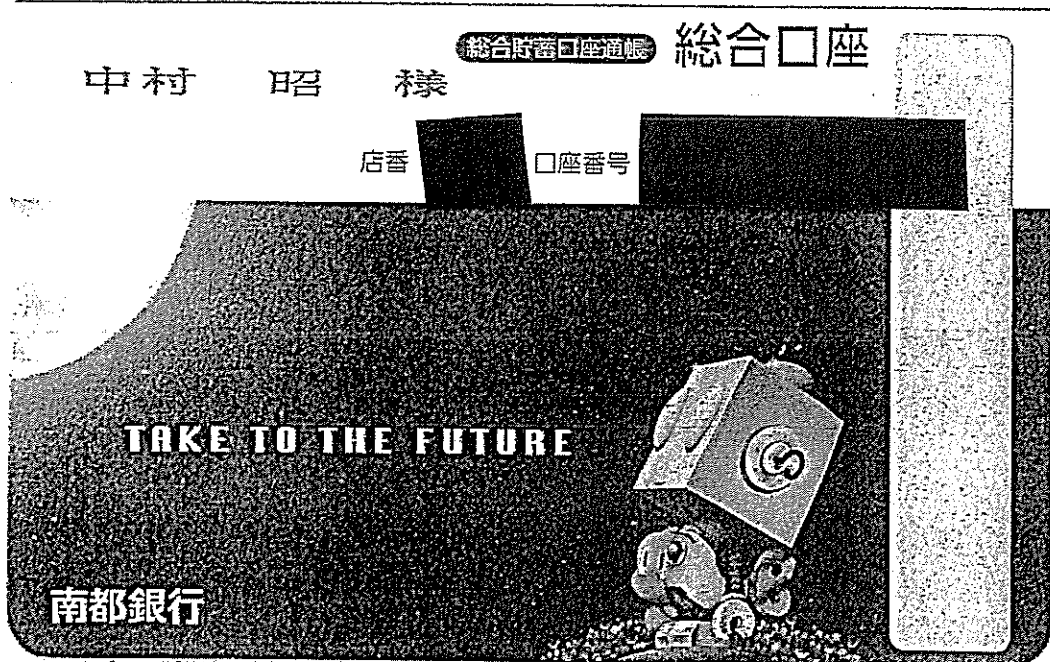 総合貯蓄口座通帳 総合口座
中村 昭 様
店番 口座番号
TAKE TO THE FUTURE
南都銀行